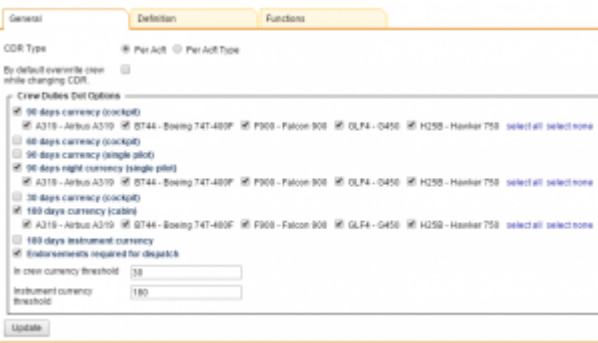 General Definition Functions
CDR Type Per Acft Per Acft Type
By default overwrite crew
while changing CDR.
Crew Duties Dot Options
90 days currency (cockpit)
A319 - Airbus A319 B744 - Boeing 747-400F F900 - Falcon 900 GLF4 - G450 H25B - Hawker 750 select all select none
60 days currency (cockpit)
90 days currency (single pilot)
90 days night currency (single pilot)
A319 - Airbus A319 B744 - Boeing 747-400F F900 - Falcon 900 GLF4 - G450 H25B - Hawker 750 select all select none
30 days currency (cockpit)
180 days currency (cabin)
A319 - Airbus A319 B744 - Boeing 747-400F F900 - Falcon 900 GLF4 - G450 H25B - Hawker 750 select all select none
180 days instrument currency
Endorsements required for dispatch
In crew currency threshold 30
Instrument currency 180
threshold
Update